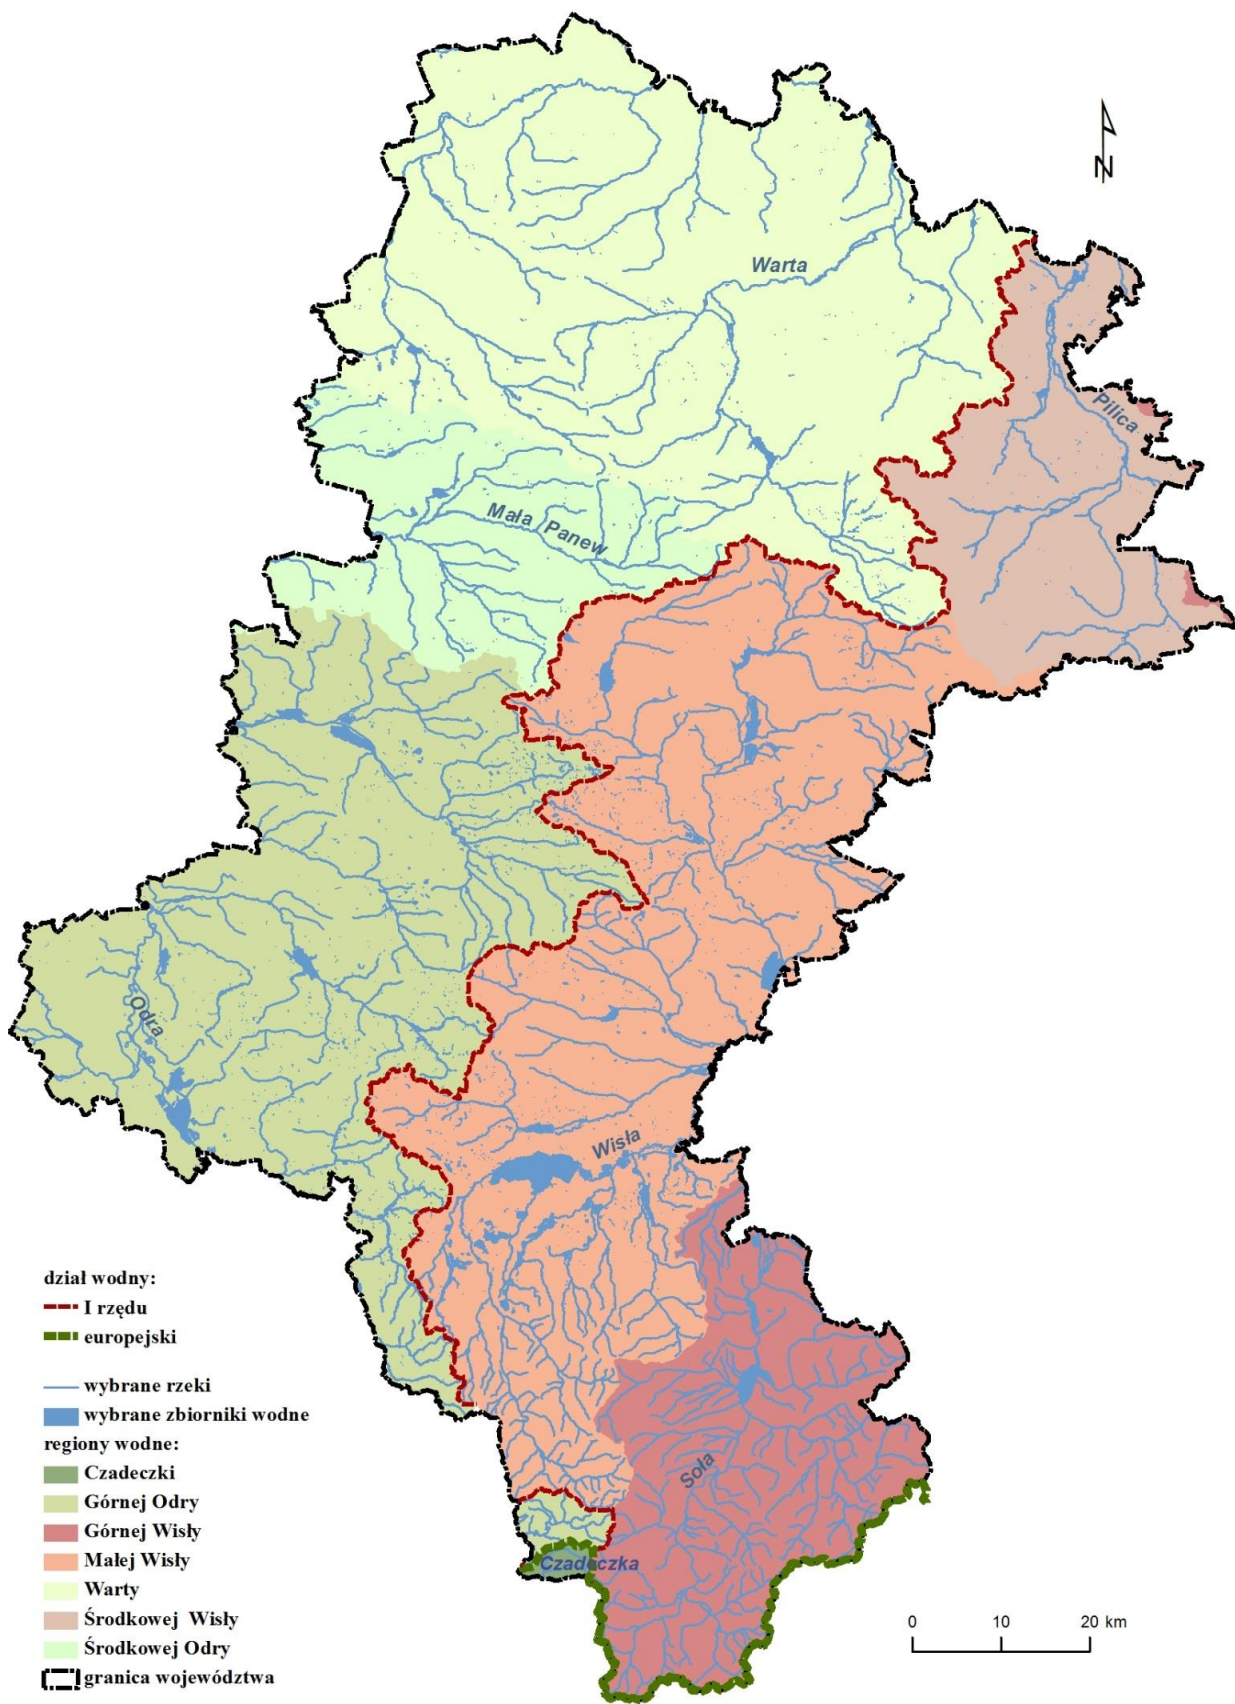 N
Warta
Pilica
Mała Panew
Odra
Wisła
Soła
Czadeczka
dział wodny:
I rzędu
europejski
wybrane rzeki
wybrane zbiorniki wodne
regiony wodne:
Czadeczki
Górnej Odry
Górnej Wisły
Małej Wisły
Warty
Środkowej Wisły
Środkowej Odry
granica województwa
0 10 20 km